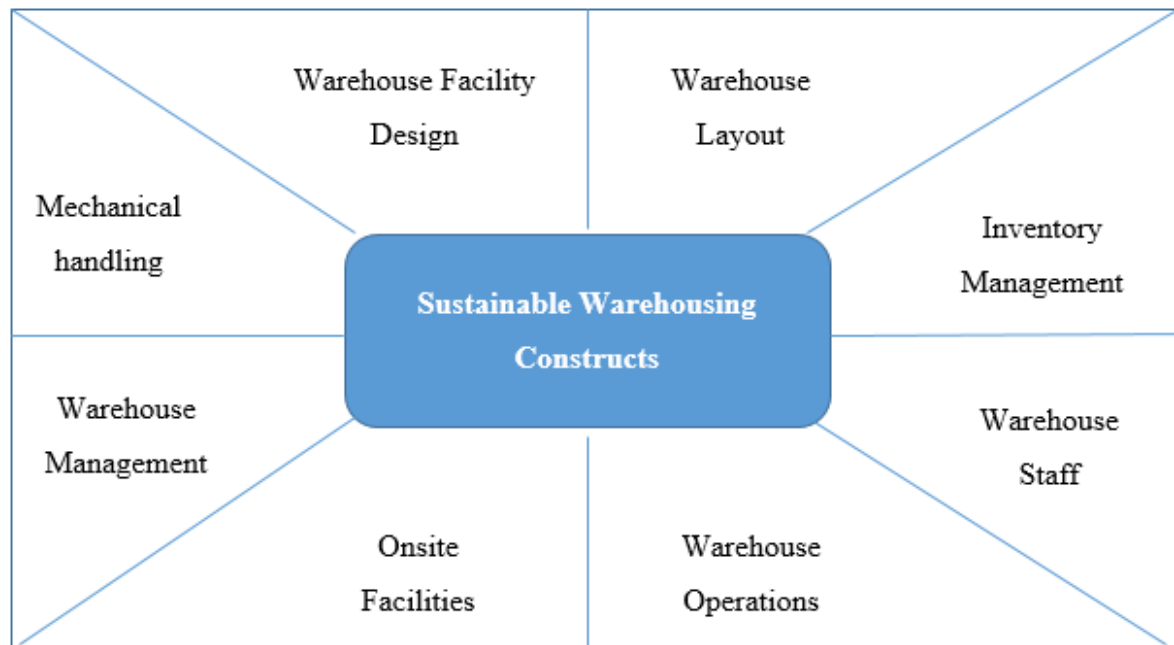 Warehouse Facility
Design
Warehouse
Layout
Mechanical
handling
Inventory
Management
Sustainable Warehousing
Constructs
Warehouse
Management
Warehouse
Staff
Onsite
Facilities
Warehouse
Operations